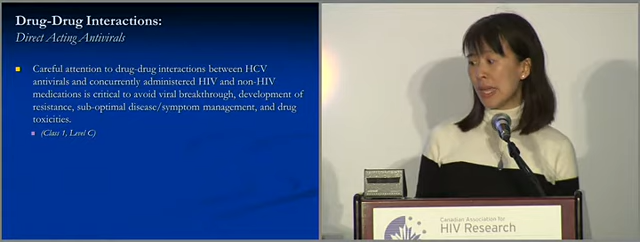 Drug-Drug Interactions:
Direct Acting Antivirals
Careful attention to drug-drug interactions between HCV
antivirals and concurrently administered HIV and non-HIV
medications is critical to avoid viral breakthrough, development of
resistance, sub-optimal disease/symptom management, and drug
toxicities.
(Class 1, Level C)
Canadian Association for
HIV Research